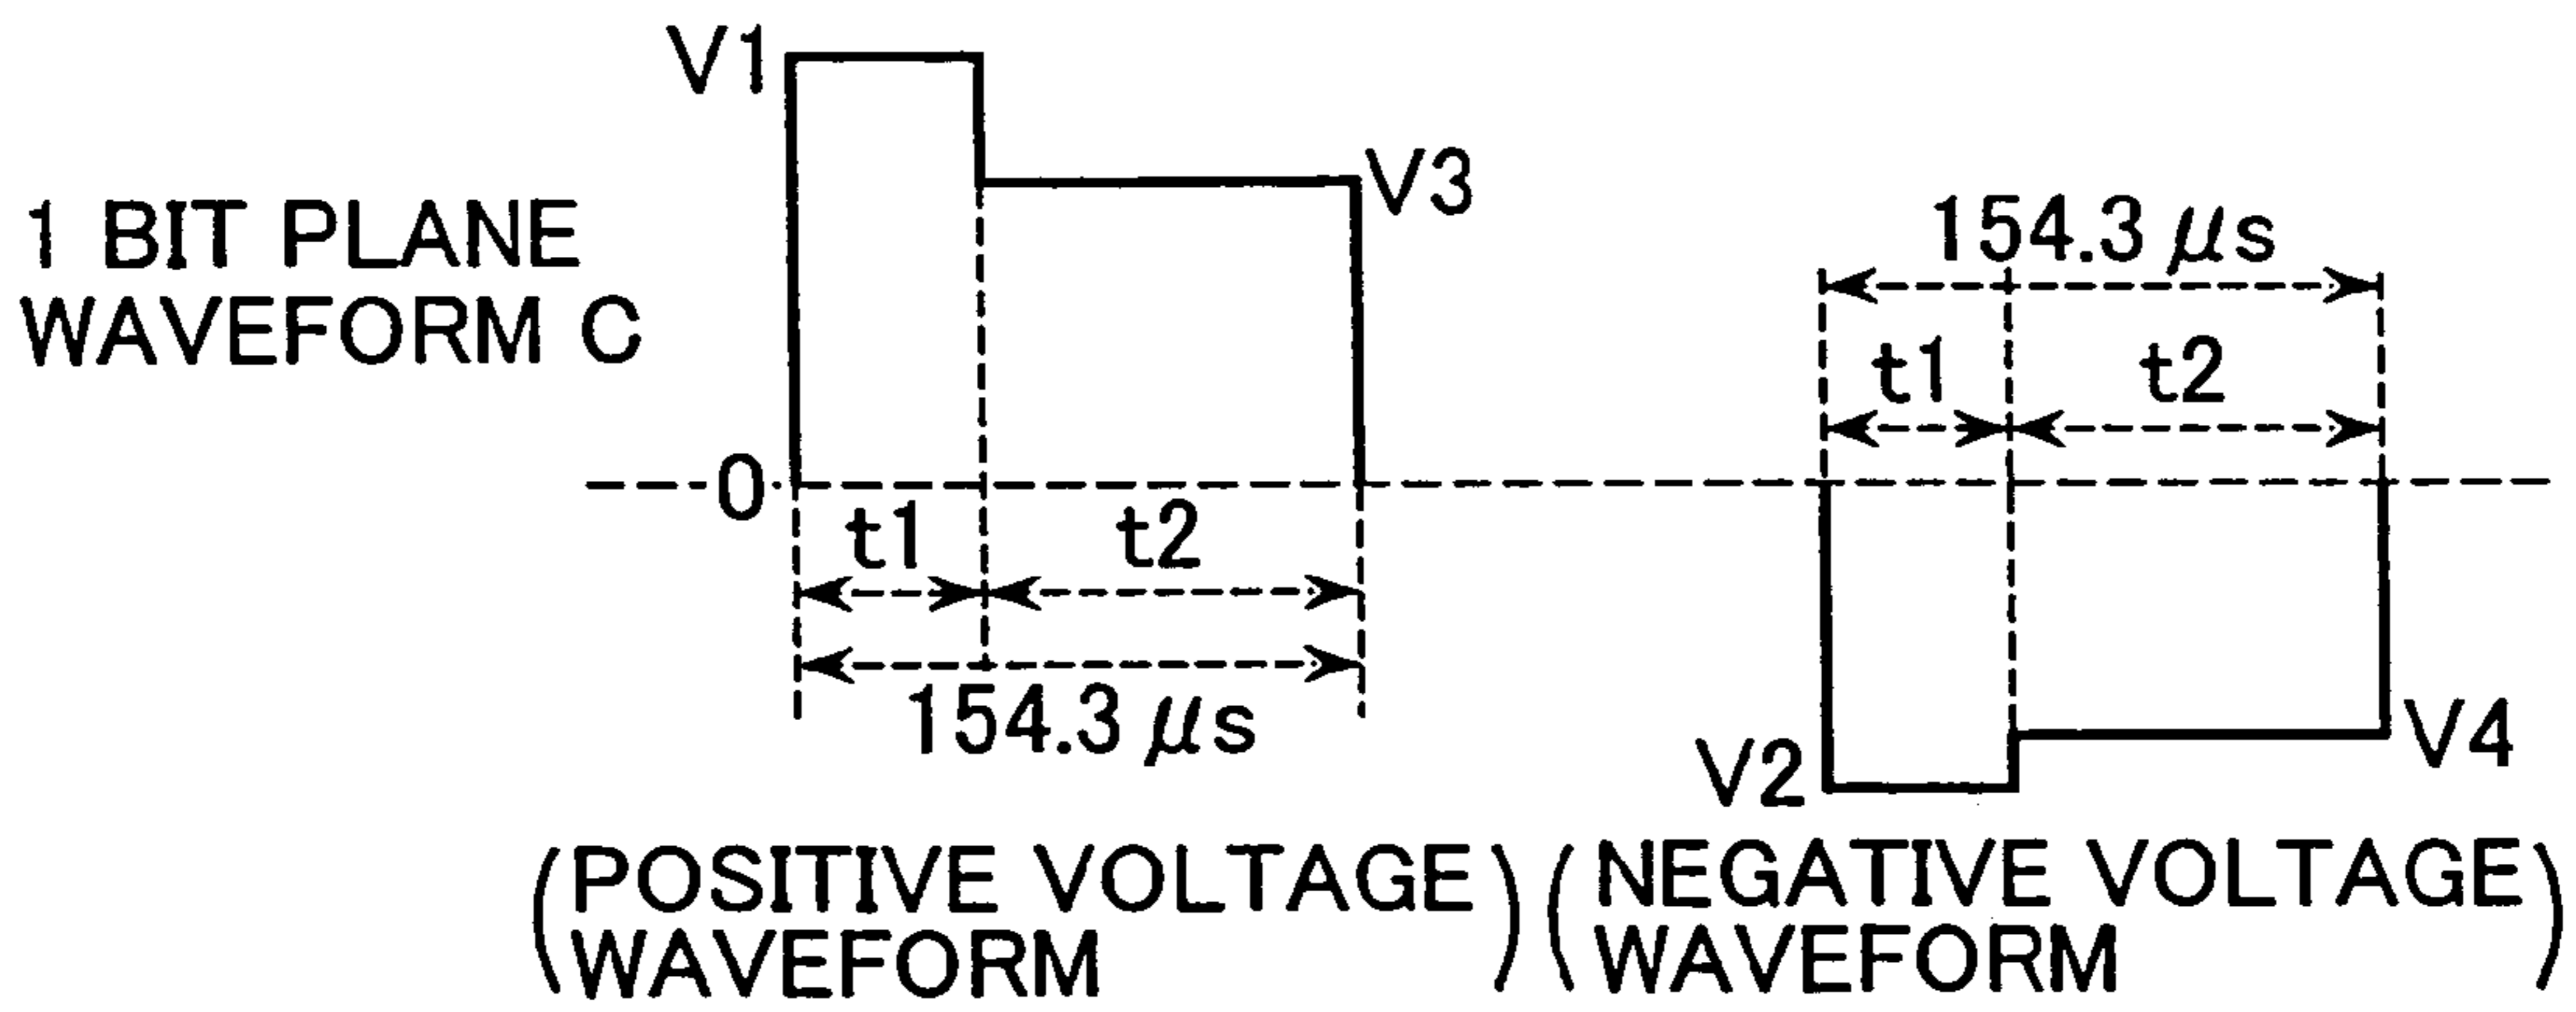 V1
V3
1 BIT PLANE
WAVEFORM C
154.3 μs
t1 t2
0
t1 t2
154.3 μs
V2
V4
(POSITIVE VOLTAGE
WAVEFORM)
(NEGATIVE VOLTAGE
WAVEFORM)